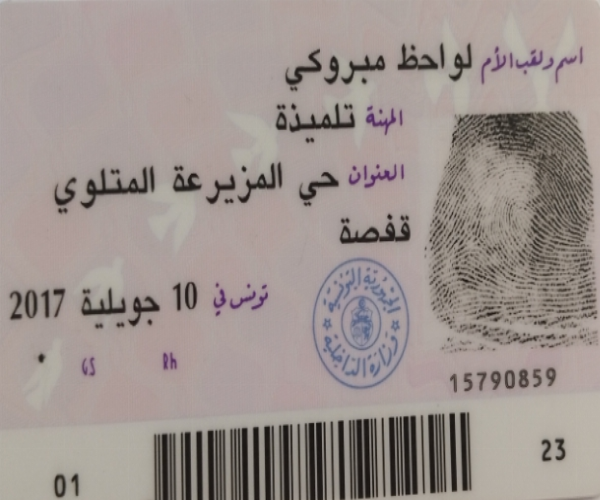 اسم ولقب الأم لواحظ مبروكي
المهنة تلميذة
العنوان حي المزيرعة المتلوي
قفصة
تونس في 10 جويلية 2017
الجمهورية التونسية
وزارة الداخلية
GS Rh
15790859
01 23